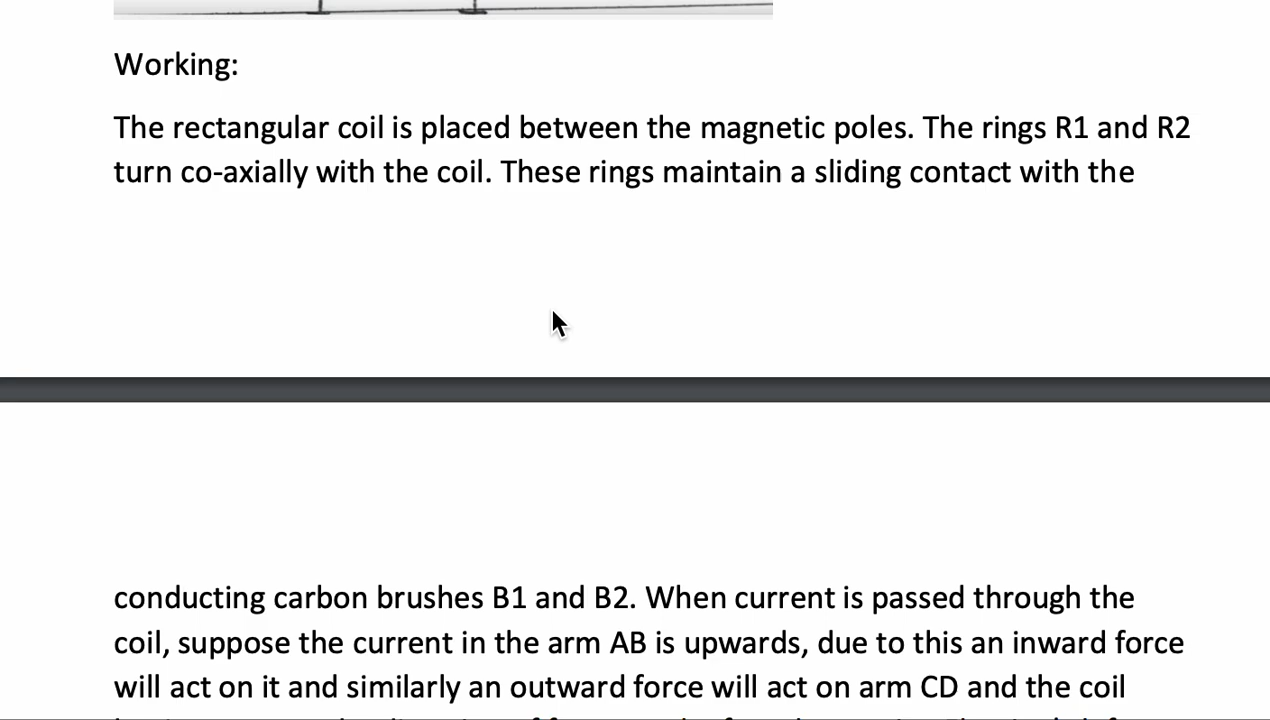 Working:
The rectangular coil is placed between the magnetic poles. The rings R1 and R2
turn co-axially with the coil. These rings maintain a sliding contact with the
conducting carbon brushes B1 and B2. When current is passed through the
coil, suppose the current in the arm AB is upwards, due to this an inward force
will act on it and similarly an outward force will act on arm CD and the coil